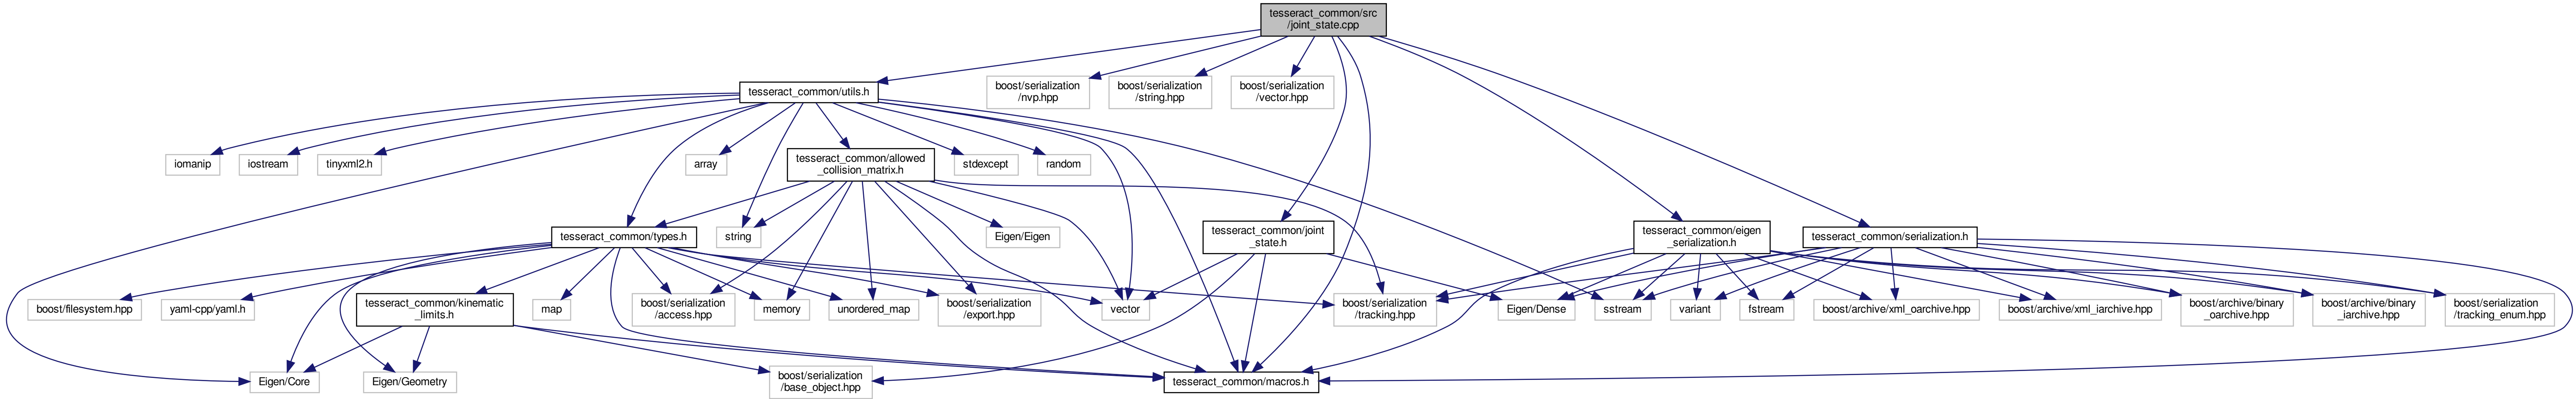 tesseract_common/src
/joint_state.cpp
tesseract_common/utils.h
boost/serialization
/nvp.hpp
boost/serialization
/string.hpp
boost/serialization
/vector.hpp
iomanip
iostream
tinyxml2.h
array
tesseract_common/allowed
_collision_matrix.h
stdexcept
random
tesseract_common/types.h
string
Eigen/Eigen
tesseract_common/joint
_state.h
tesseract_common/eigen
_serialization.h
tesseract_common/serialization.h
boost/filesystem.hpp
yaml-cpp/yaml.h
tesseract_common/kinematic
_limits.h
map
boost/serialization
/access.hpp
memory
unordered_map
boost/serialization
/export.hpp
vector
boost/serialization
/tracking.hpp
Eigen/Dense
sstream
variant
fstream
boost/archive/xml_oarchive.hpp
boost/archive/xml_iarchive.hpp
boost/archive/binary
_oarchive.hpp
boost/archive/binary
_iarchive.hpp
boost/serialization
/tracking_enum.hpp
Eigen/Core
Eigen/Geometry
boost/serialization
/base_object.hpp
tesseract_common/macros.h